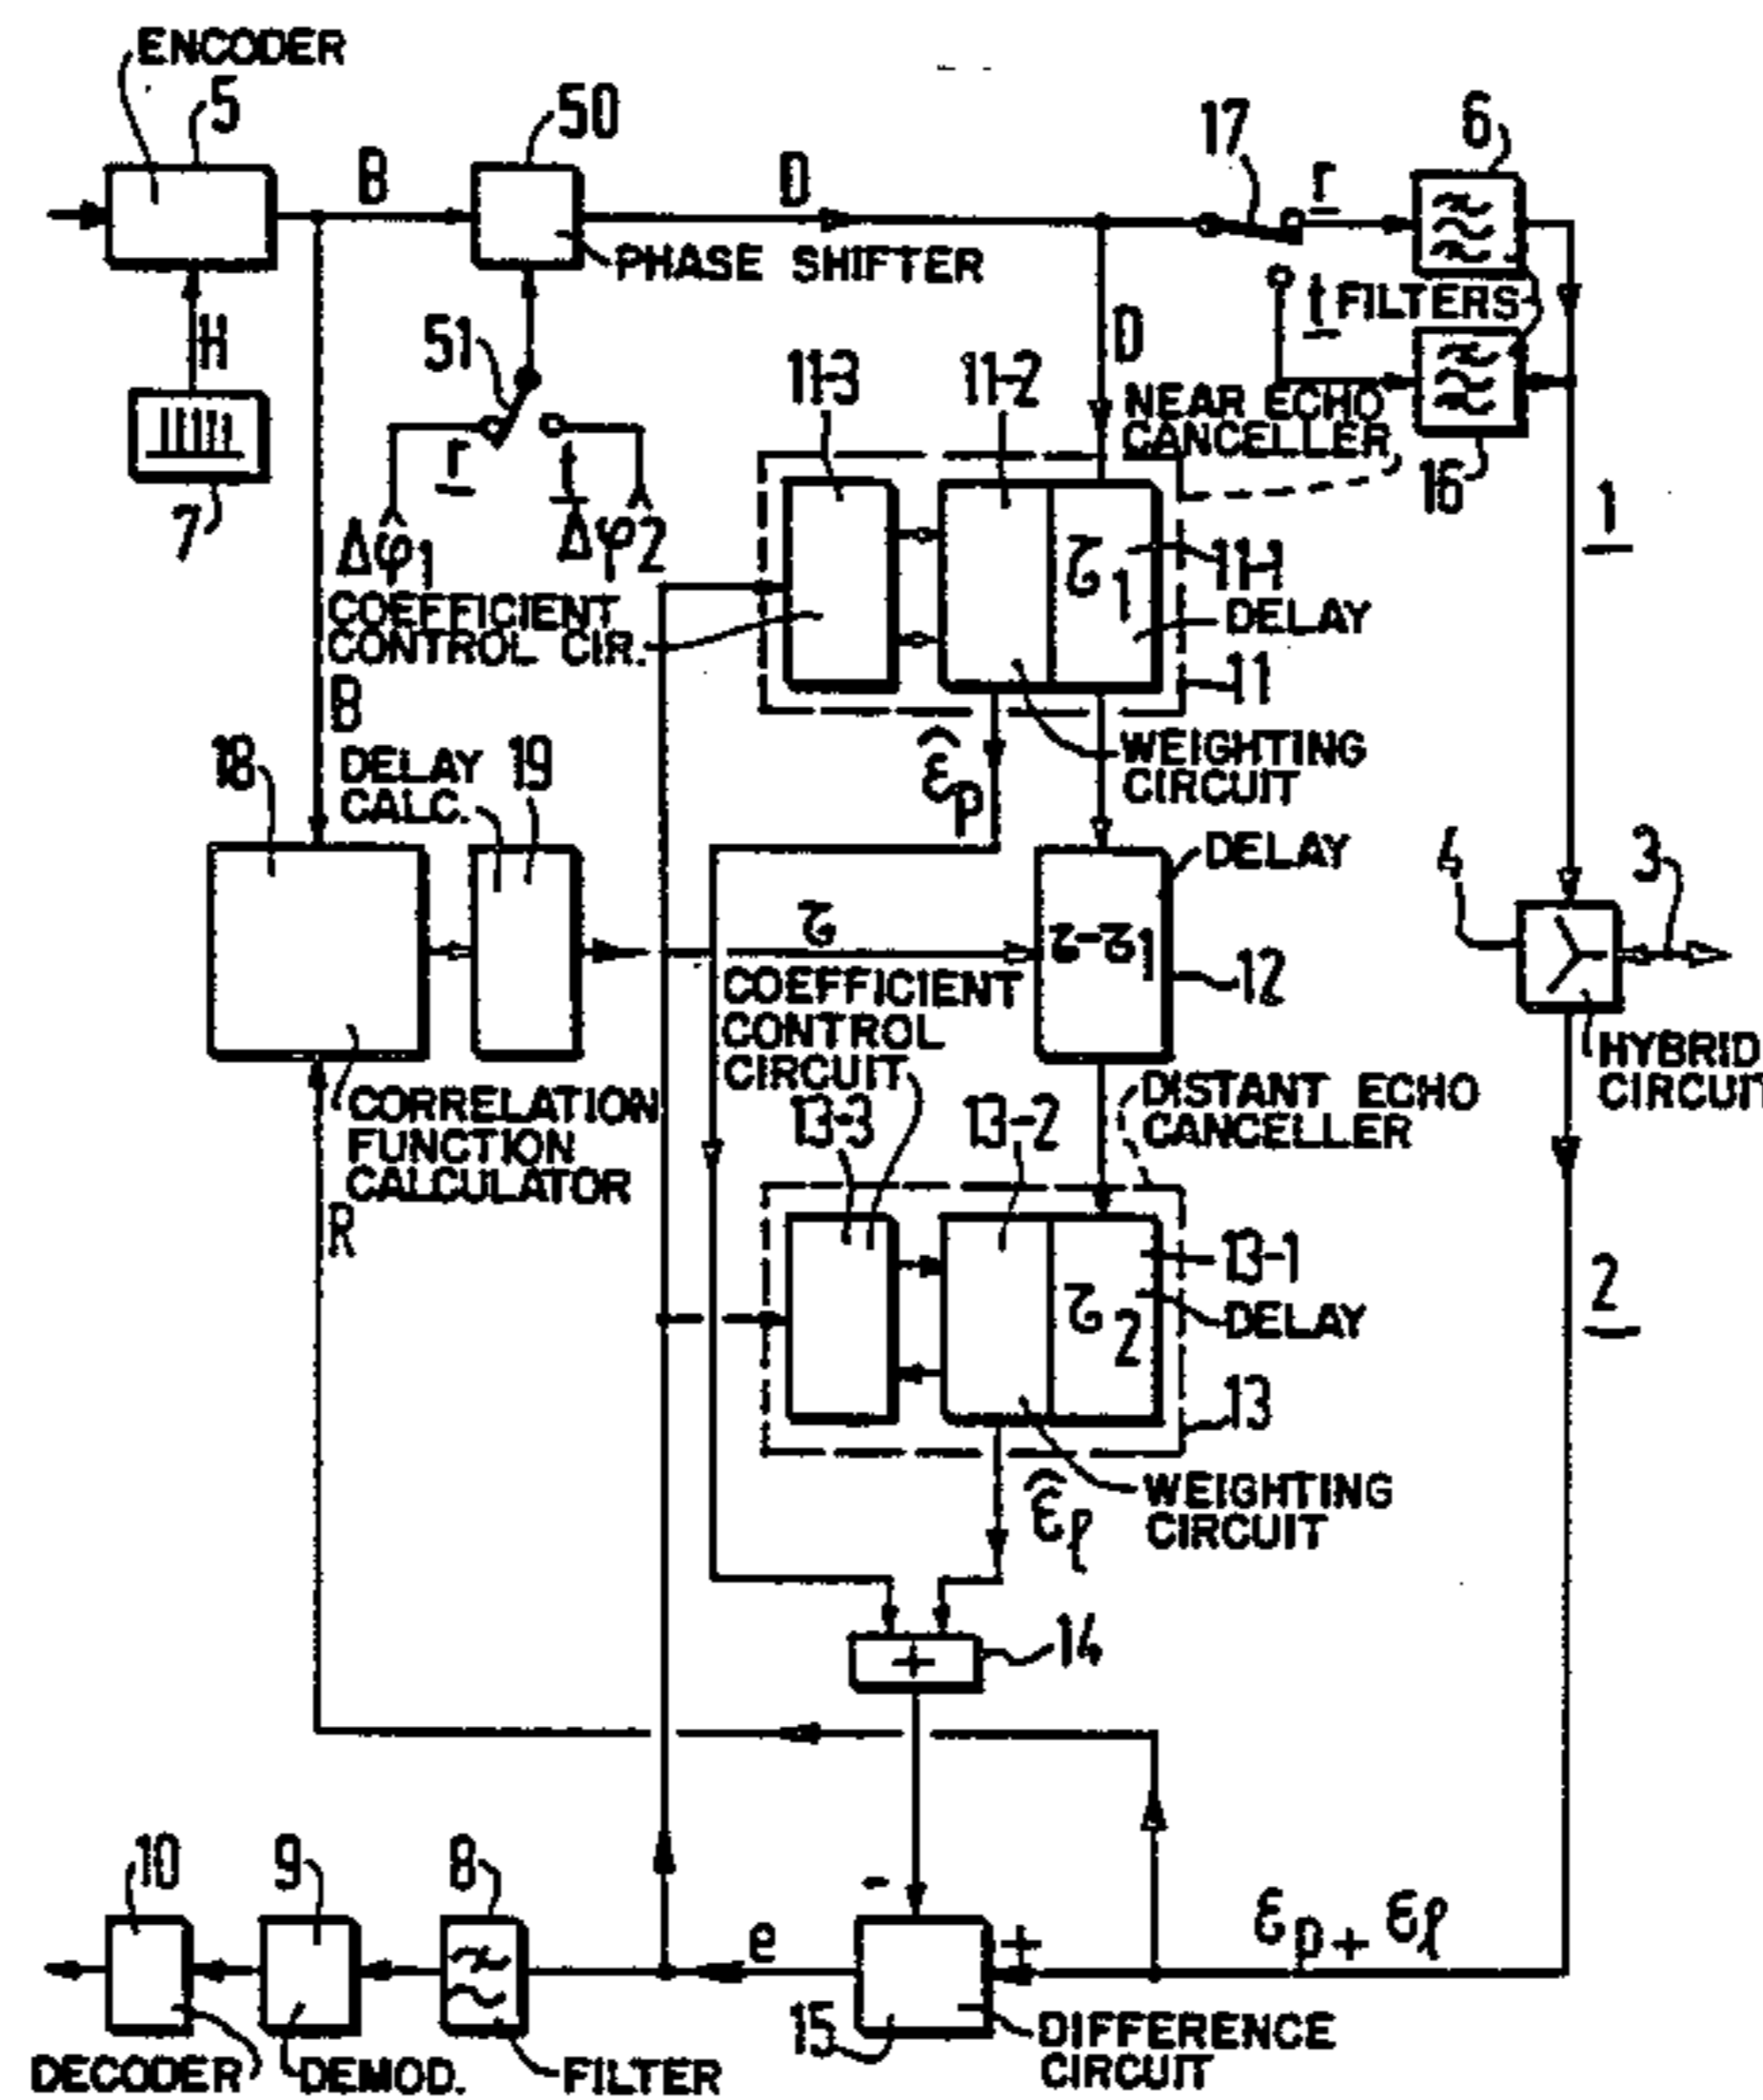 ENCODER
5
50
17
6
B
D
r
PHASE SHIFTER
t FILTERS
H
51
11-3
11-2
D
NEAR ECHO
CANCELLER
16
1
7
r
t
Δφ1
Δφ2
τ1
11-1
DELAY
COEFFICIENT
CONTROL CIR.
11
B
18
DELAY
CALC.
19
ε̂p
WEIGHTING
CIRCUIT
DELAY
4
3
τ
τ-τ1
12
COEFFICIENT
CONTROL
CIRCUIT
HYBRID
CIRCUIT
CORRELATION
FUNCTION
CALCULATOR
13-3
13-2
DISTANT ECHO
CANCELLER
R
τ2
13-1
DELAY
2
13
ε̂ℓ
WEIGHTING
CIRCUIT
+
14
10
9
8
-
e
+
εp + εℓ
15
DECODER
DEMOD.
FILTER
DIFFERENCE
CIRCUIT